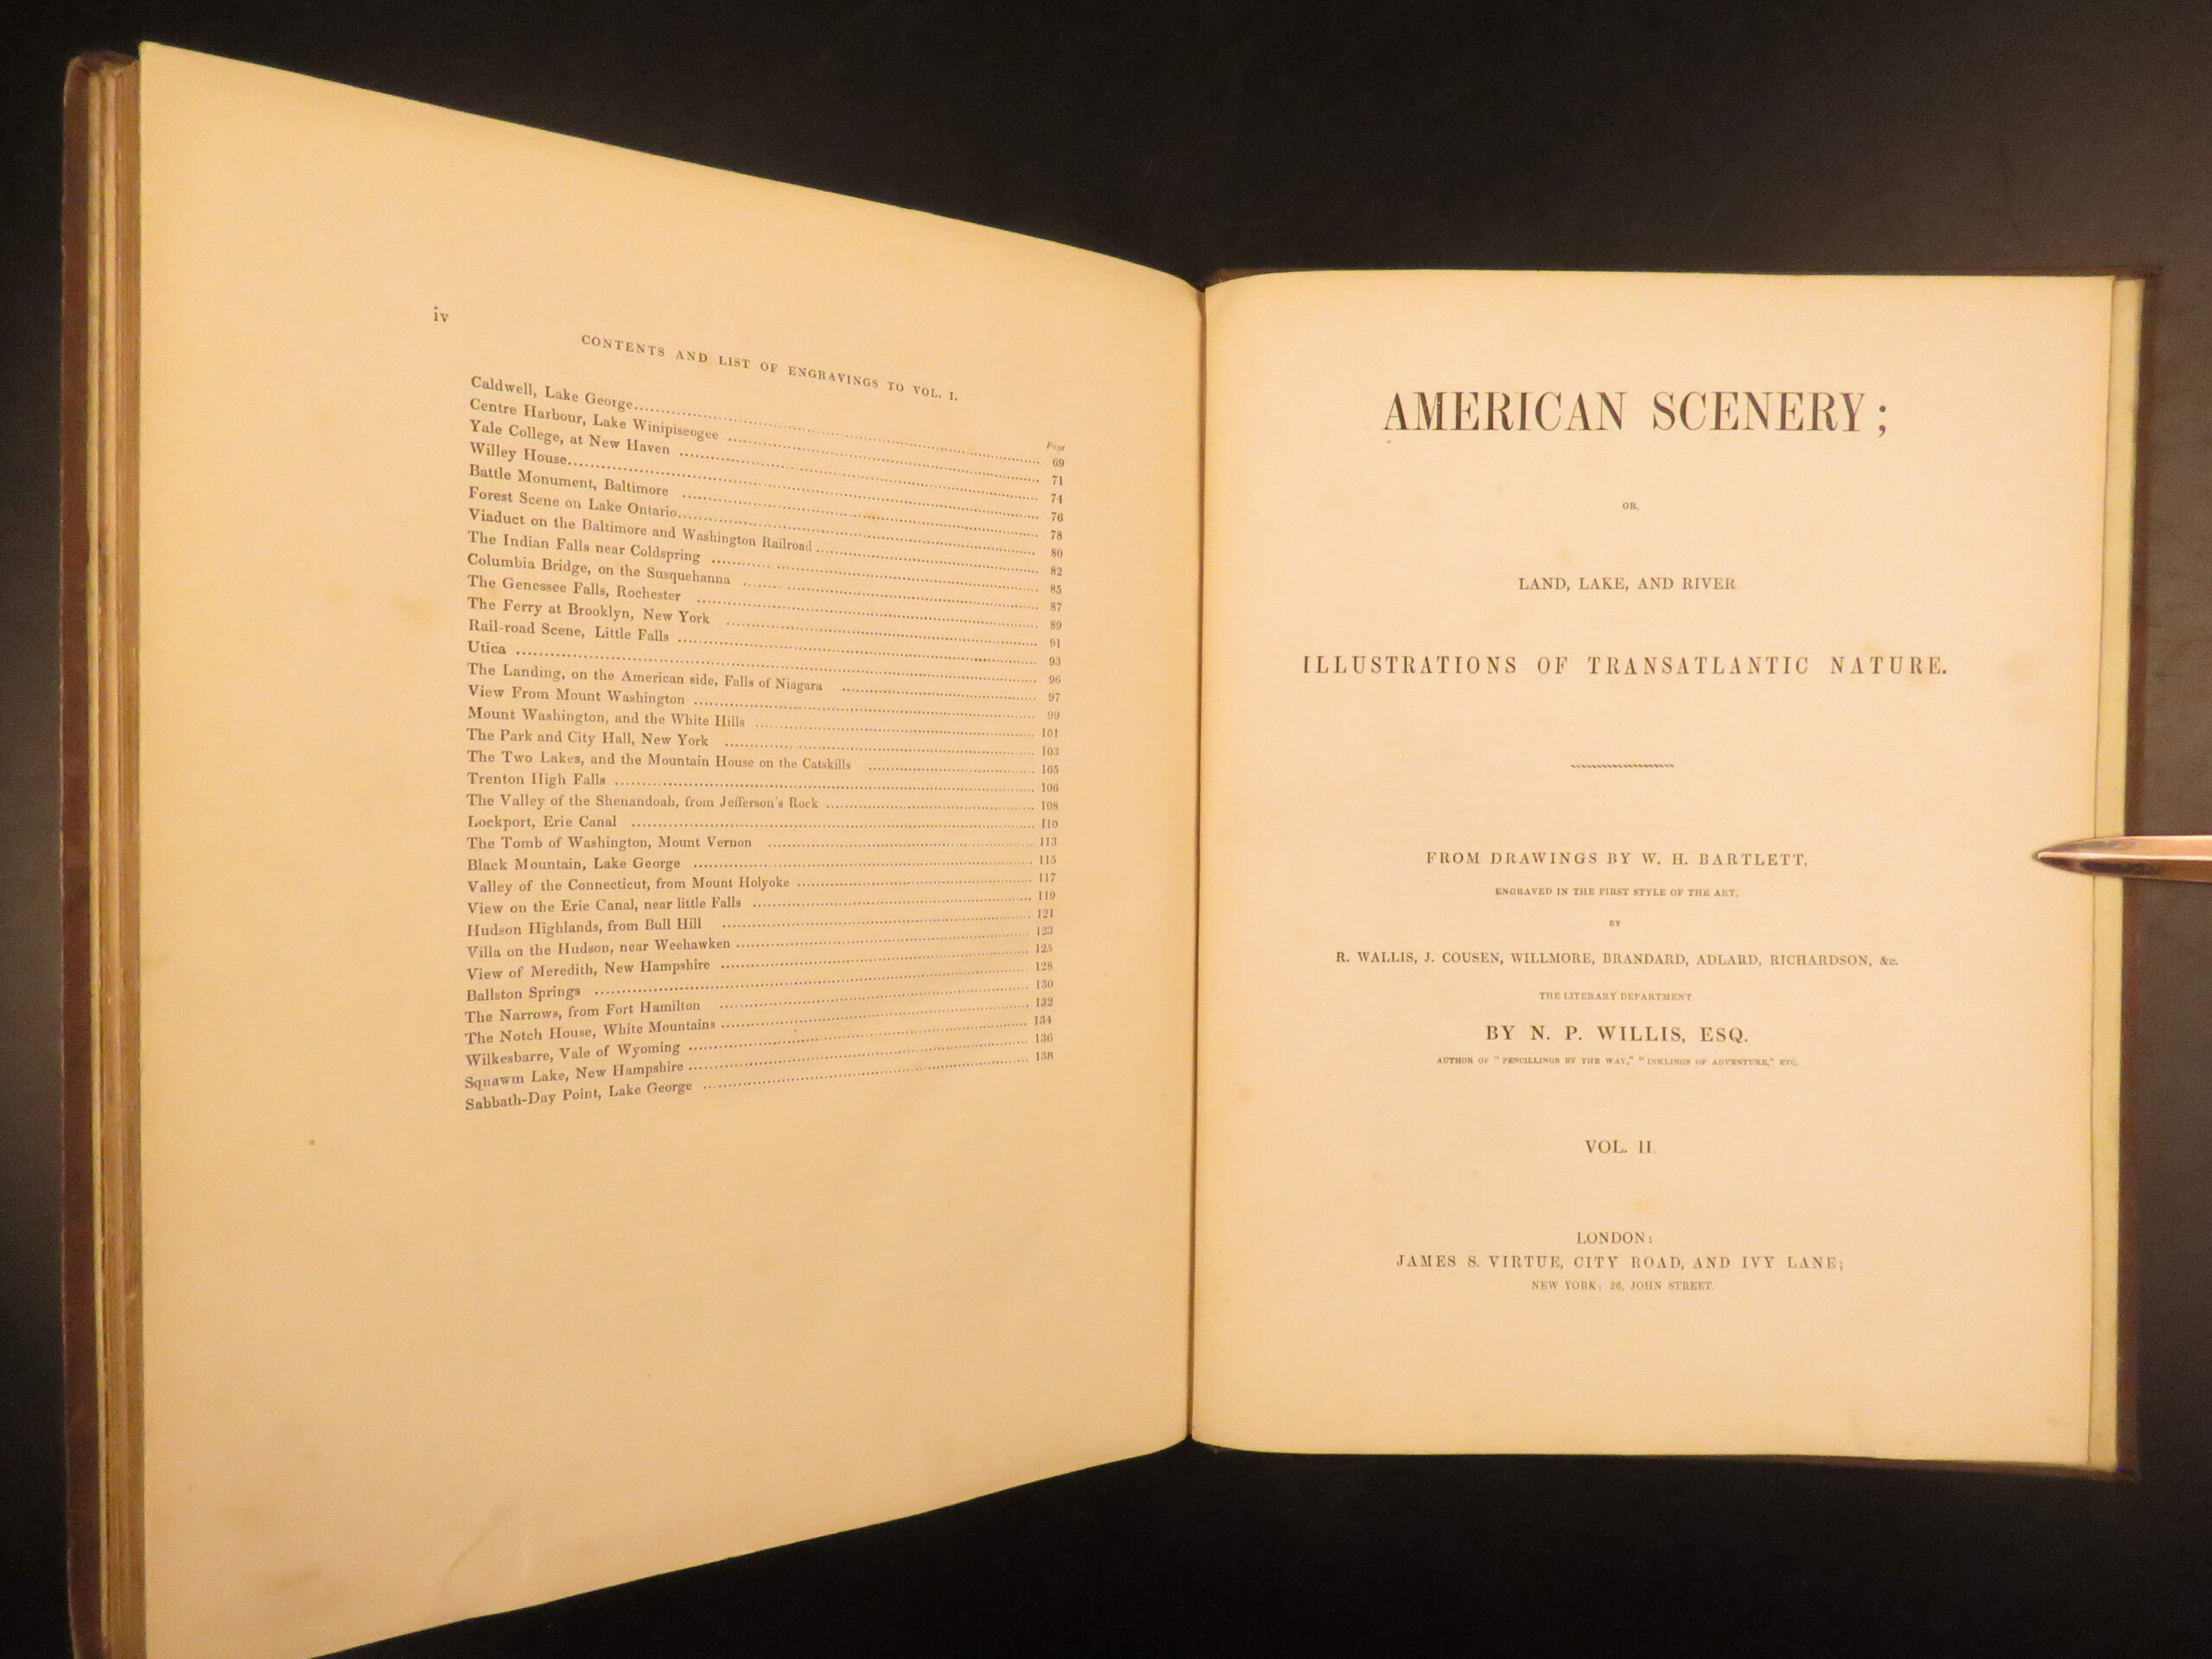 iv
CONTENTS AND LIST OF ENGRAVINGS TO VOL. I.
Page
Caldwell, Lake George 69
Centre Harbour, Lake Winipiseogee 71
Yale College, at New Haven 74
Willey House 76
Battle Monument, Baltimore 78
Forest Scene on Lake Ontario 80
Viaduct on the Baltimore and Washington Railroad 82
The Indian Falls near Coldspring 85
Columbia Bridge, on the Susquehanna 87
The Genessee Falls, Rochester 89
The Ferry at Brooklyn, New York 91
Rail-road Scene, Little Falls 93
Utica 96
The Landing, on the American side, Falls of Niagara 97
View From Mount Washington 99
Mount Washington, and the White Hills 101
The Park and City Hall, New York 103
The Two Lakes, and the Mountain House on the Catskills 105
Trenton High Falls 106
The Valley of the Shenandoah, from Jefferson's Rock 108
Lockport, Erie Canal 110
The Tomb of Washington, Mount Vernon 113
Black Mountain, Lake George 115
Valley of the Connecticut, from Mount Holyoke 117
View on the Erie Canal, near little Falls 119
Hudson Highlands, from Bull Hill 121
Villa on the Hudson, near Weehawken 123
View of Meredith, New Hampshire 125
Ballston Springs 128
The Narrows, from Fort Hamilton 130
The Notch House, White Mountains 132
Wilkesbarre, Vale of Wyoming 134
Squawm Lake, New Hampshire 136
Sabbath-Day Point, Lake George 138
AMERICAN SCENERY;
OR,
LAND, LAKE, AND RIVER
ILLUSTRATIONS OF TRANSATLANTIC NATURE.
FROM DRAWINGS BY W. H. BARTLETT,
ENGRAVED IN THE FIRST STYLE OF THE ART,
BY
R. WALLIS, J. COUSEN, WILLMORE, BRANDARD, ADLARD, RICHARDSON, &c.
THE LITERARY DEPARTMENT
BY N. P. WILLIS, ESQ.
AUTHOR OF "PENCILLINGS BY THE WAY," "INKLINGS OF ADVENTURE," ETC.
VOL. II.
LONDON:
JAMES S. VIRTUE, CITY ROAD, AND IVY LANE;
NEW YORK: 26, JOHN STREET.